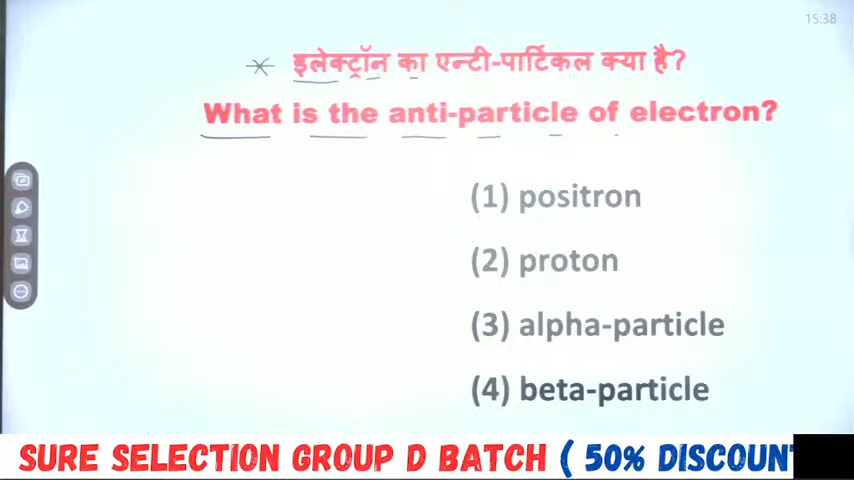 15:38
इलेक्ट्रॉन का एन्टी-पार्टिकल क्या है?
What is the anti-particle of electron?
(1) positron
(2) proton
(3) alpha-particle
(4) beta-particle
SURE SELECTION GROUP D BATCH ( 50% DISCOUN